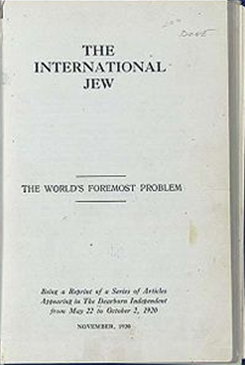 DONE
THE
INTERNATIONAL
JEW
THE WORLD'S FOREMOST PROBLEM
Being a Reprint of a Series of Articles
Appearing in The Dearborn Independent
from May 22 to October 2, 1920
NOVEMBER, 1920